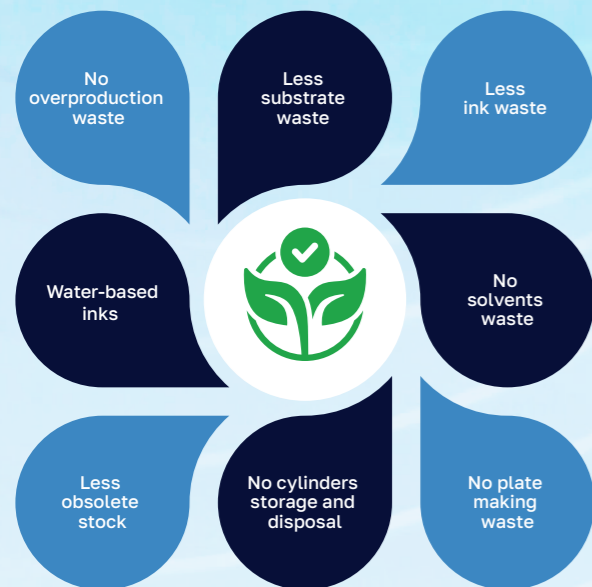 No
overproduction
waste
Less
substrate
waste
Less
ink waste
Water-based
inks
No
solvents
waste
Less
obsolete
stock
No cylinders
storage and
disposal
No plate
making
waste